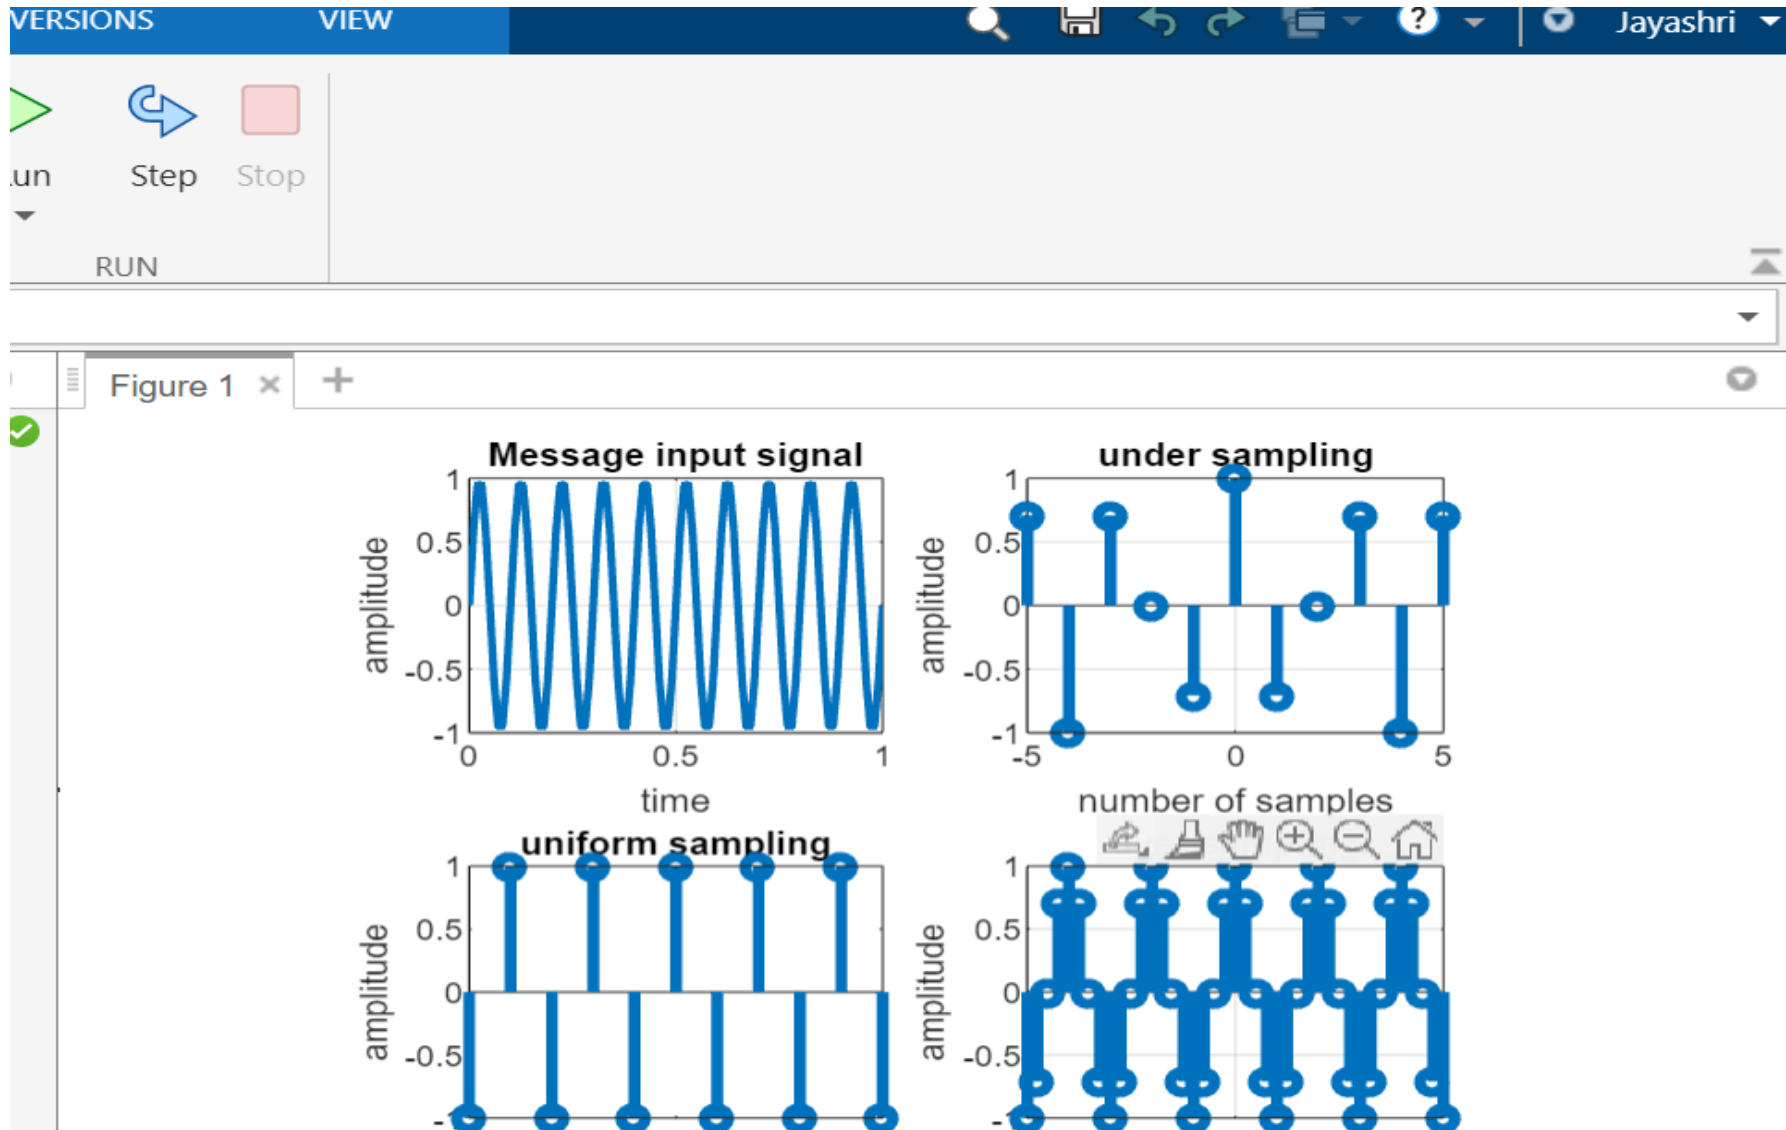 VERSIONS VIEW Jayashri
Step Stop
RUN
Figure 1
Message input signal
1
0.5
0
-0.5
-1
amplitude
0 0.5 1
time
under sampling
1
0.5
0
-0.5
-1
amplitude
-5 0 5
number of samples
uniform sampling
1
0.5
0
-0.5
amplitude
1
0.5
0
-0.5
amplitude